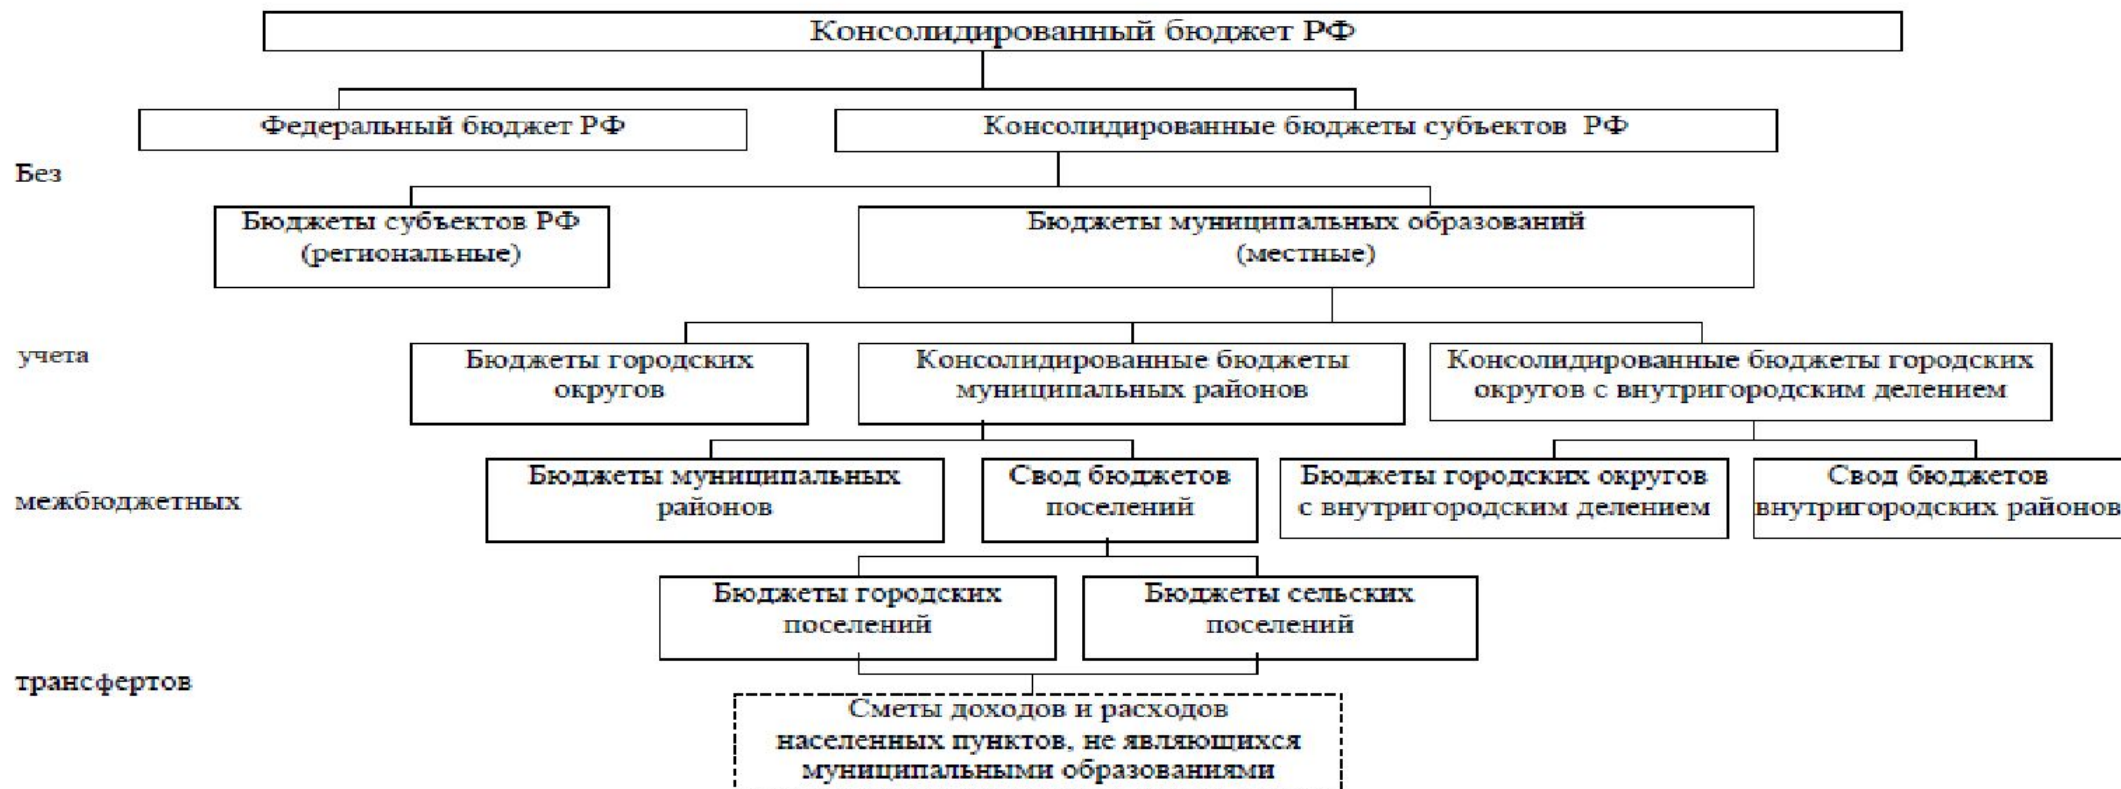 Консолидированный бюджет РФ
Федеральный бюджет РФ
Консолидированные бюджеты субъектов РФ
Без
Бюджеты субъектов РФ
(региональные)
Бюджеты муниципальных образований
(местные)
учета
Бюджеты городских
округов
Консолидированные бюджеты
муниципальных районов
Консолидированные бюджеты городских
округов с внутригородским делением
межбюджетных
Бюджеты муниципальных
районов
Свод бюджетов
поселений
Бюджеты городских округов
с внутригородским делением
Свод бюджетов
внутригородских районов
Бюджеты городских
поселений
Бюджеты сельских
поселений
трансфертов
Сметы доходов и расходов
населенных пунктов, не являющихся
муниципальными образованиями